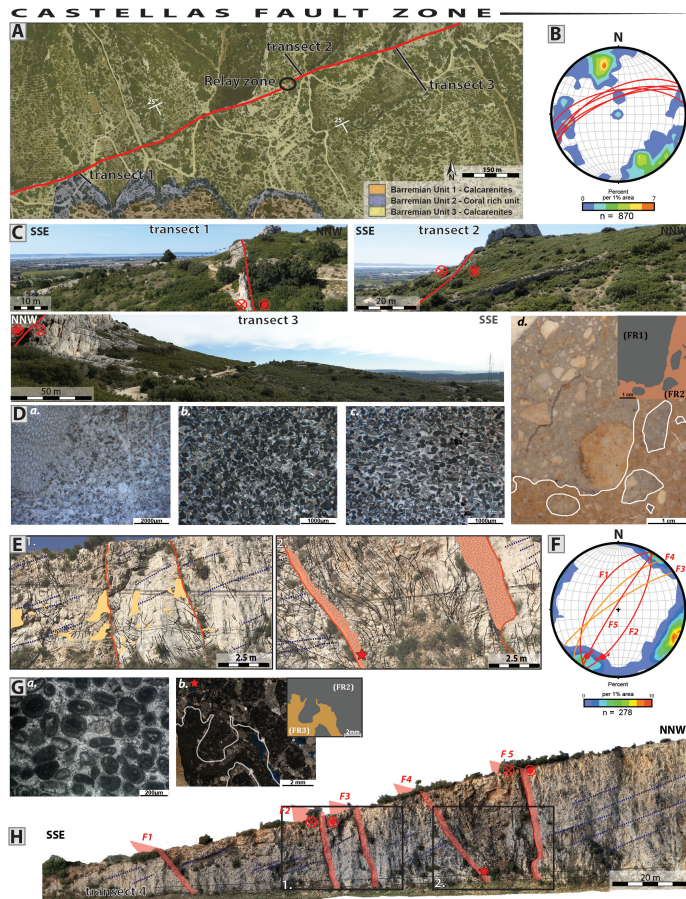 CASTELLAS FAULT ZONE
A
transect 2
Relay zone
transect 3
25°
25°
transect 1
N
150 m
Barremian Unit 1 - Calcarenites
Barremian Unit 2 - Coral rich unit
Barremian Unit 3 - Calcarenites
B
N
Percent
per 1% area
0
7
n = 870
C
SSE
transect 1
NNW
10 m
SSE
transect 2
NNW
20 m
NNW
transect 3
SSE
50 m
D
a.
2000µm
b.
1000µm
c.
1000µm
d.
(FR1)
(FR2
1 cm
1 cm
E
1.
2.5 m
2.
2.5 m
F
N
F4
F3
F1
F5
F2
Percent
per 1% area
0
10
n = 278
G
a.
200µm
b.
2 mm
(FR2)
(FR3)
2mm
H
SSE
NNW
F1
F2
F3
F4
F 5
1.
2.
transect 4
20 m